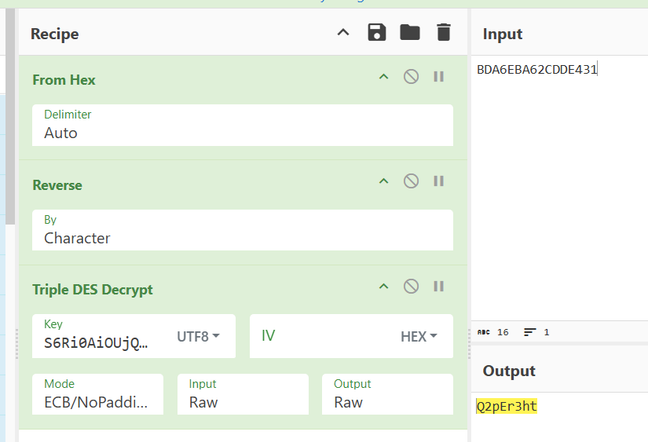 Recipe
From Hex
Delimiter
Auto
Reverse
By
Character
Triple DES Decrypt
Key
S6Ri0AiOUjQ…
UTF8
IV
HEX
Mode
ECB/NoPaddi…
Input
Raw
Output
Raw
Input
BDA6EBA62CDDE431
ABC 16
1
Output
Q2pEr3ht